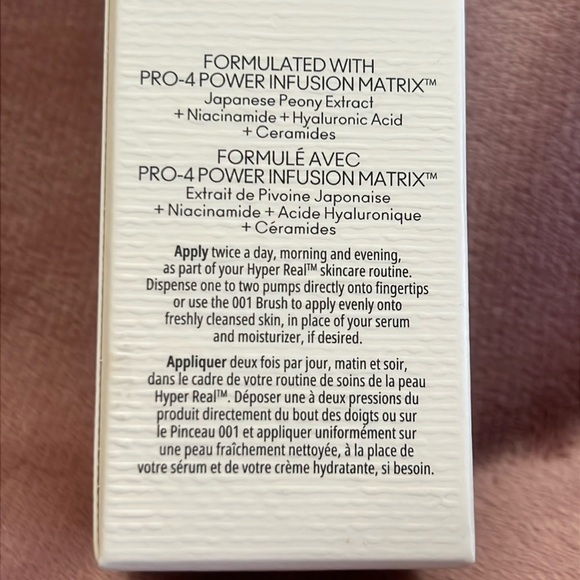 FORMULATED WITH
PRO-4 POWER INFUSION MATRIX™
Japanese Peony Extract
+ Niacinamide + Hyaluronic Acid
+ Ceramides
FORMULÉ AVEC
PRO-4 POWER INFUSION MATRIX™
Extrait de Pivoine Japonaise
+ Niacinamide + Acide Hyaluronique
+ Céramides
Apply twice a day, morning and evening,
as part of your Hyper Real™ skincare routine.
Dispense one to two pumps directly onto fingertips
or use the 001 Brush to apply evenly onto
freshly cleansed skin, in place of your serum
and moisturizer, if desired.
Appliquer deux fois par jour, matin et soir,
dans le cadre de votre routine de soins de la peau
Hyper Real™. Déposer une à deux pressions du
produit directement du bout des doigts ou sur
le Pinceau 001 et appliquer uniformément sur
une peau fraîchement nettoyée, à la place de
votre sérum et de votre crème hydratante, si besoin.